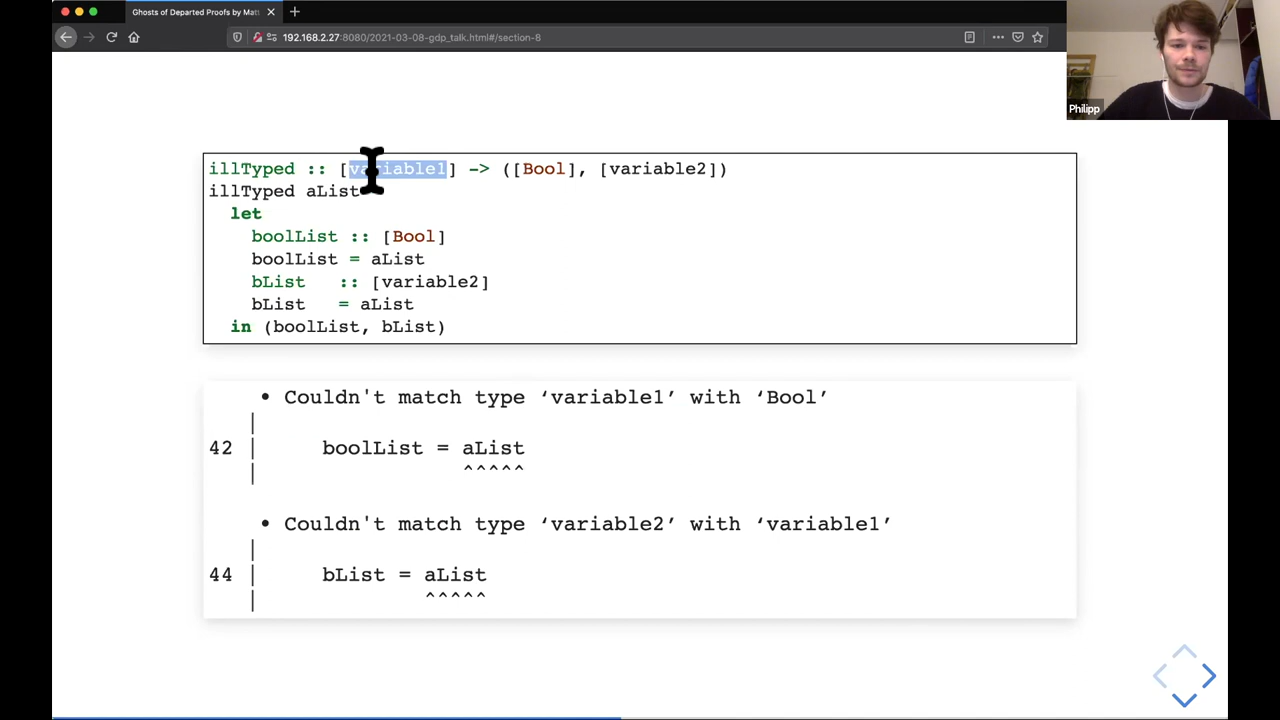 Ghosts of Departed Proofs by Mat
192.168.2.27:8080/2021-03-08-gdp_talk.html#/section-8
Philipp
illTyped :: [variable1] -> ([Bool], [variable2])
illTyped aList
let
boolList :: [Bool]
boolList = aList
bList :: [variable2]
bList = aList
in (boolList, bList)
• Couldn't match type ‘variable1’ with ‘Bool’
|
42 | boolList = aList
| ^^^^^
• Couldn't match type ‘variable2’ with ‘variable1’
|
44 | bList = aList
| ^^^^^